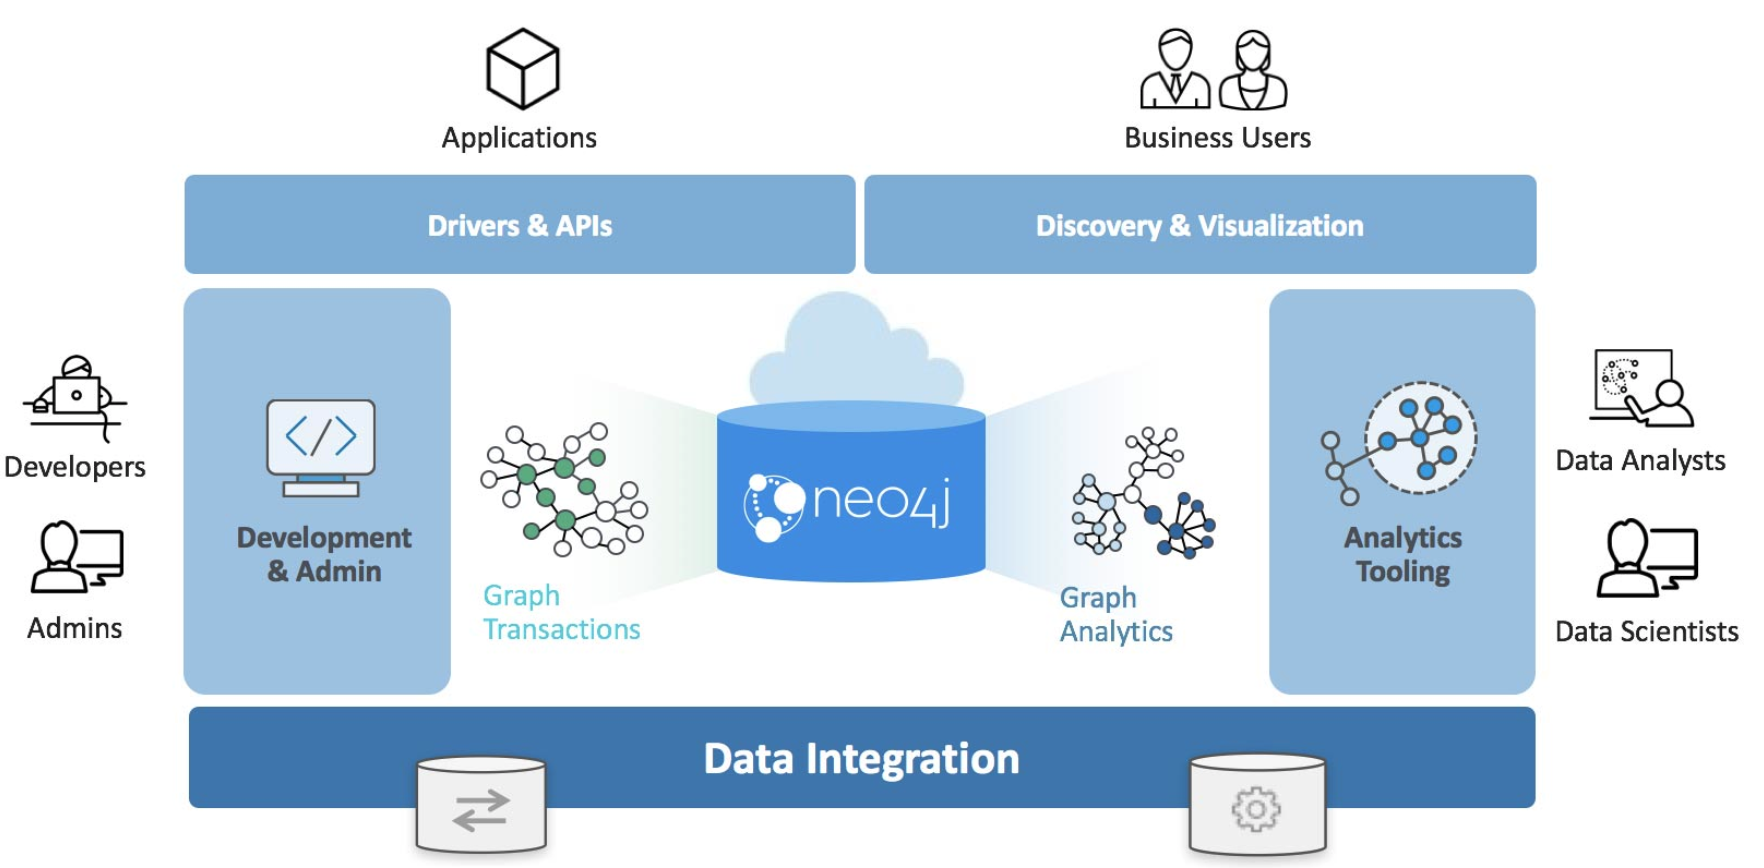 Applications
Business Users
Drivers & APIs
Discovery & Visualization
Developers
Admins
</>
Development
& Admin
Graph
Transactions
neo4j
Graph
Analytics
Analytics
Tooling
Data Analysts
Data Scientists
Data Integration